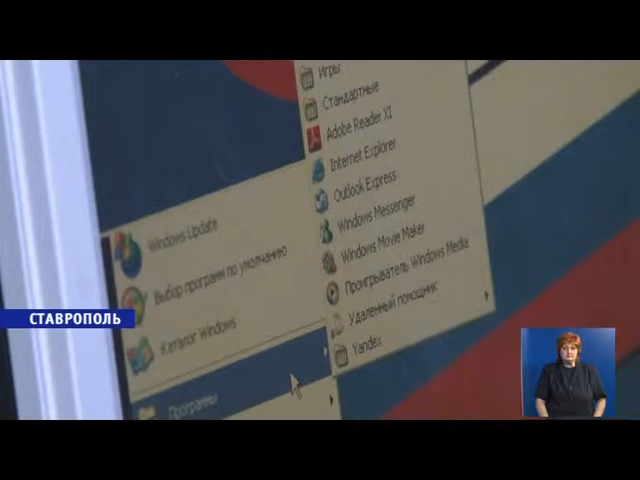 Игры
Стандартные
Adobe Reader XI
Internet Explorer
Outlook Express
Windows Messenger
Windows Movie Maker
Проигрыватель Windows Media
Удаленный помощник
Yandex
Windows Update
Выбор программ по умолчанию
Каталог Windows
Программы
СТАВРОПОЛЬ